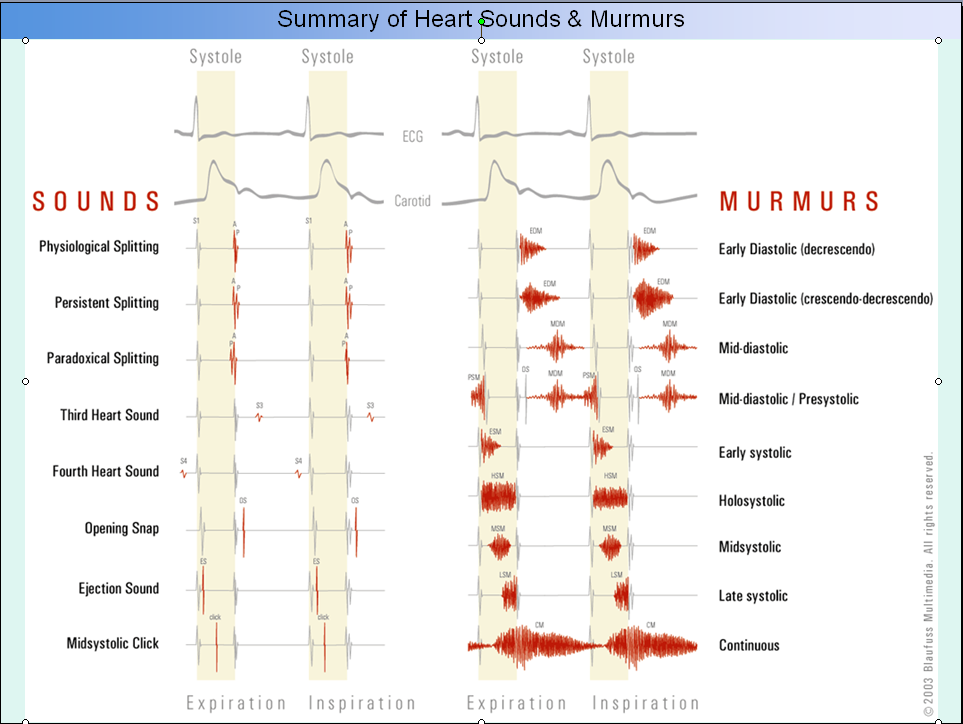 Summary of Heart Sounds & Murmurs
Systole Systole Systole Systole
ECG
Carotid
SOUNDS
S1 A P S1 A P
Physiological Splitting
A P A P
Persistent Splitting
P A P A
Paradoxical Splitting
S3 S3
Third Heart Sound
S4 S4
Fourth Heart Sound
OS OS
Opening Snap
ES ES
Ejection Sound
click click
Midsystolic Click
Expiration Inspiration
MURMURS
EDM EDM
Early Diastolic (decrescendo)
EDM EDM
Early Diastolic (crescendo-decrescendo)
MDM MDM
Mid-diastolic
PSM OS MDM PSM OS MDM
Mid-diastolic / Presystolic
ESM ESM
Early systolic
HSM HSM
Holosystolic
MSM MSM
Midsystolic
LSM LSM
Late systolic
CM CM
Continuous
Expiration Inspiration
©2003 Blaufuss Multimedia. All rights reserved.